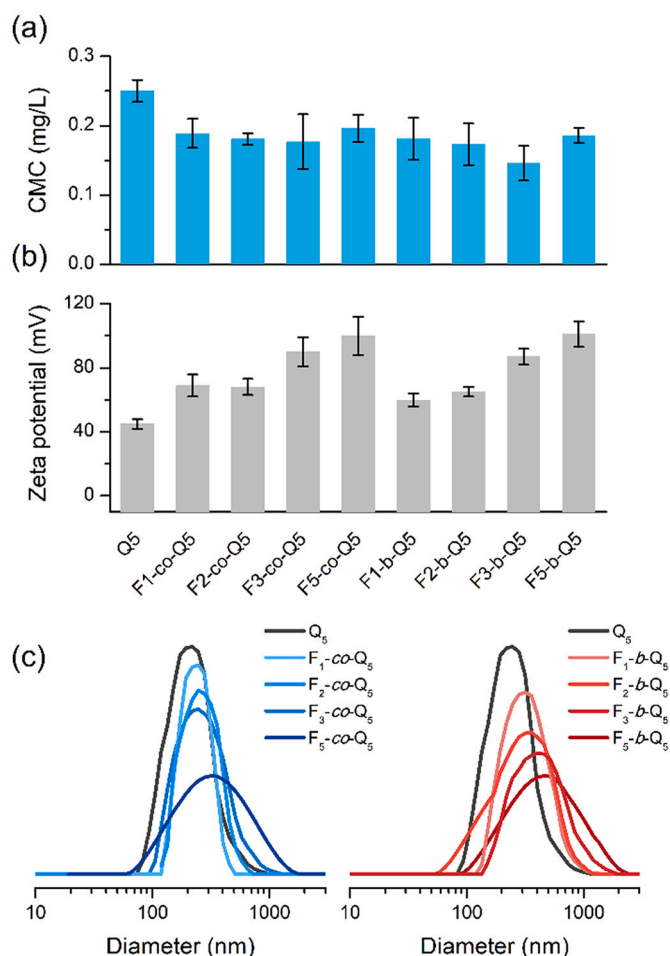 (a)
CMC (mg/L)
0.3
0.2
0.1
0.0
(b)
Zeta potential (mV)
120
80
40
0
Q5
F1-co-Q5
F2-co-Q5
F3-co-Q5
F5-co-Q5
F1-b-Q5
F2-b-Q5
F3-b-Q5
F5-b-Q5
(c)
Q₅
F₁-co-Q₅
F₂-co-Q₅
F₃-co-Q₅
F₅-co-Q₅
10 100 1000
Diameter (nm)
Q₅
F₁-b-Q₅
F₂-b-Q₅
F₃-b-Q₅
F₅-b-Q₅
10 100 1000
Diameter (nm)